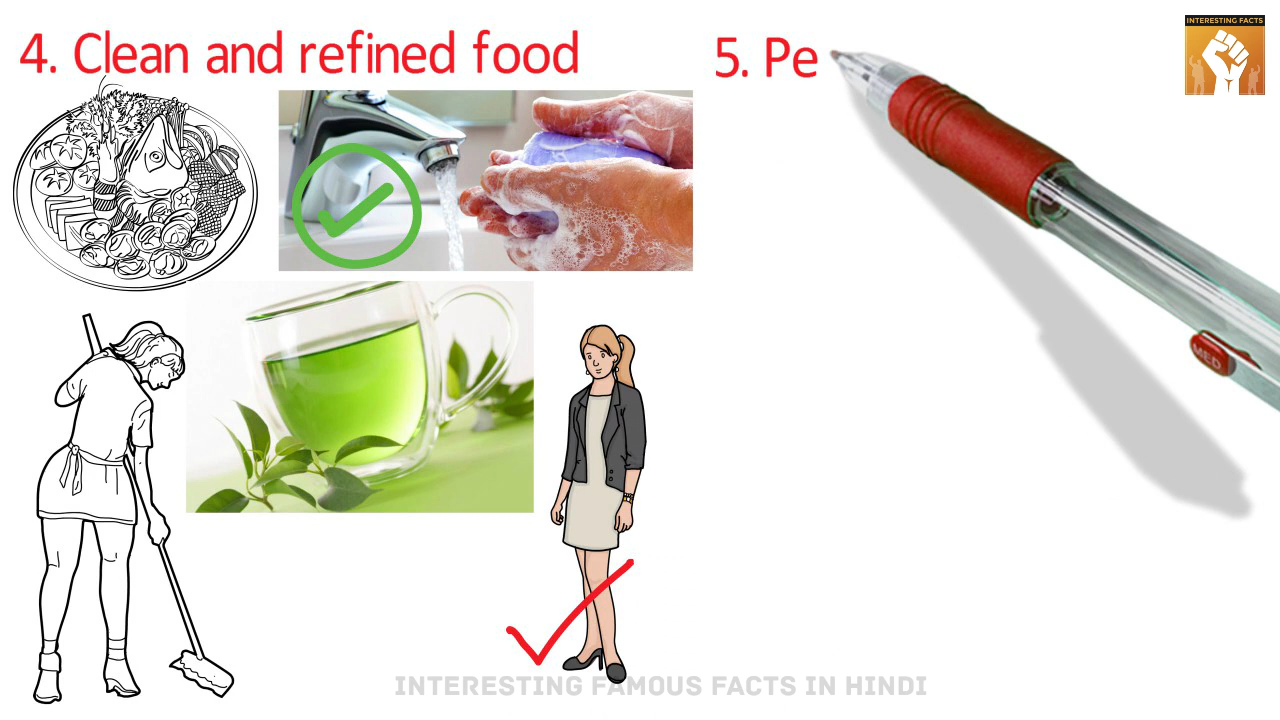 INTERESTING FACTS
4. Clean and refined food
5. Pe
MED
INTERESTING FAMOUS FACTS IN HINDI